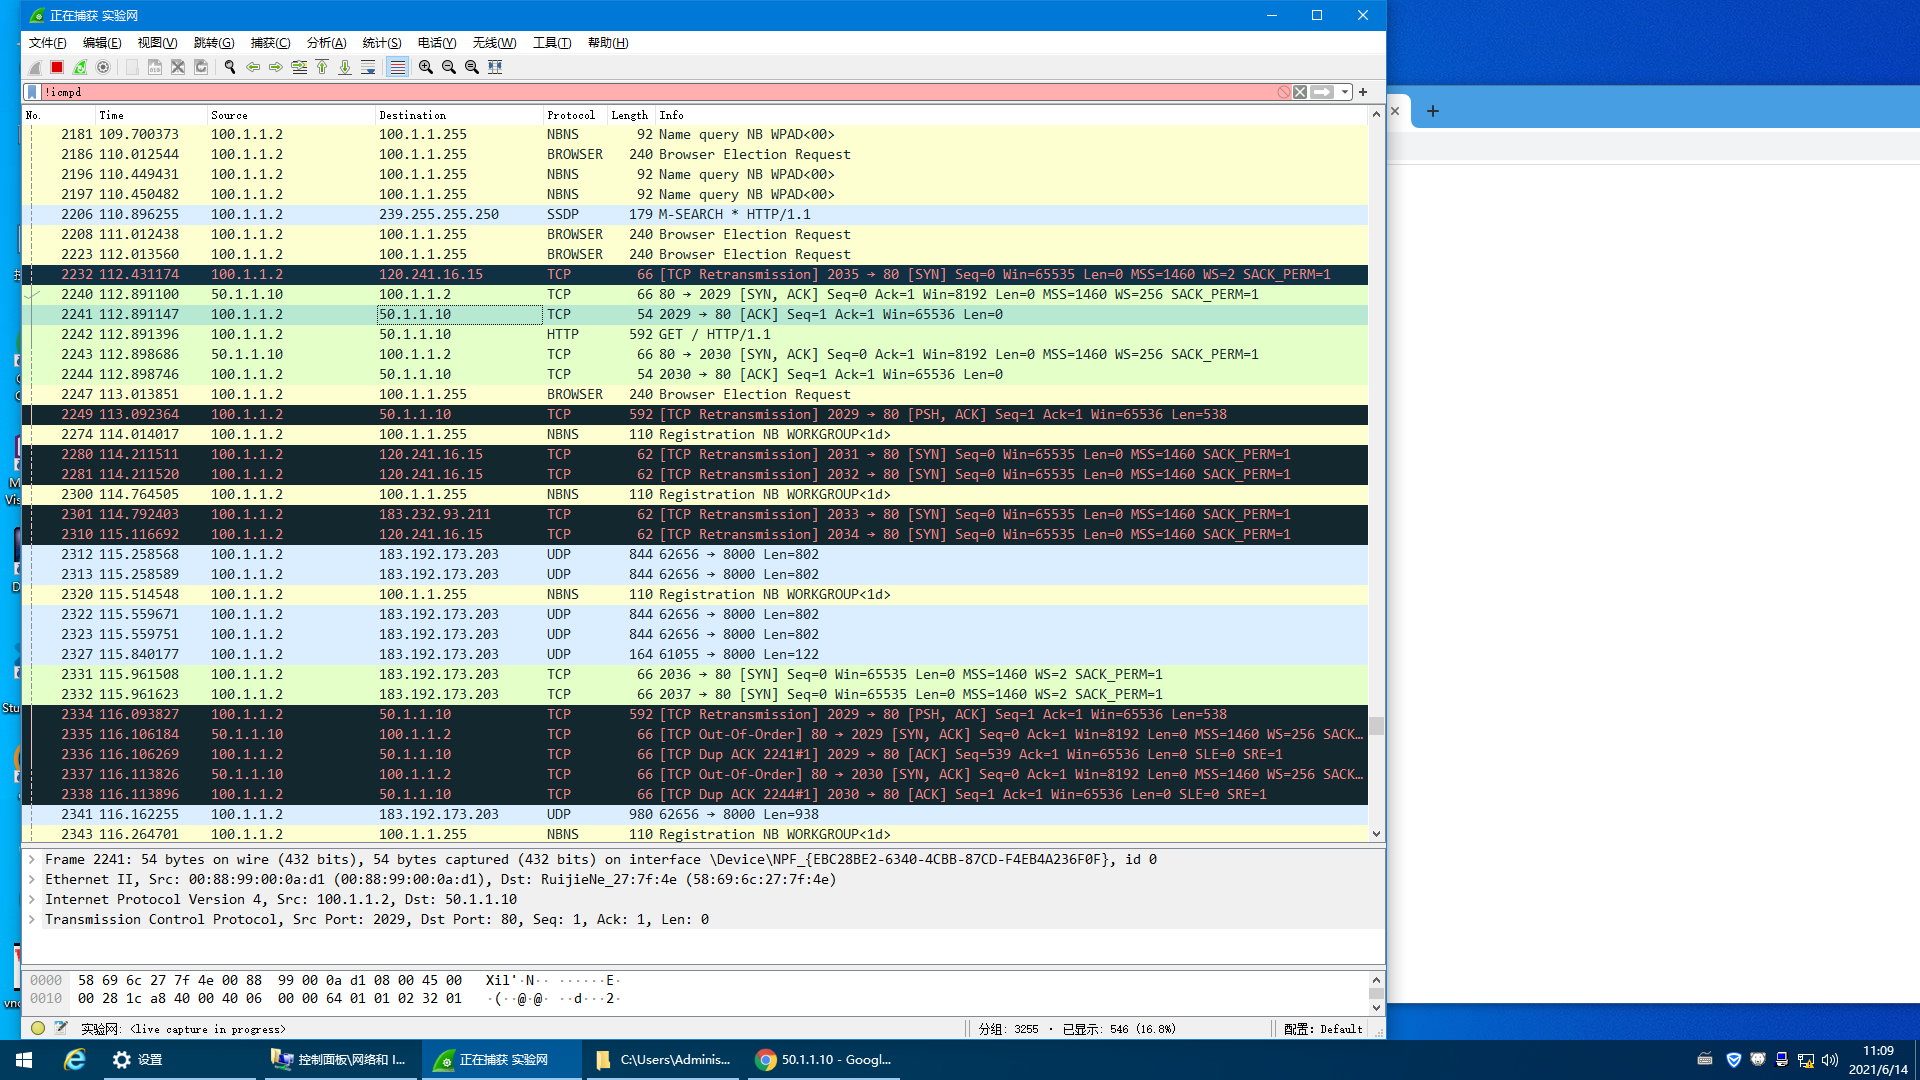 正在捕获 实验网
文件(F) 编辑(E) 视图(V) 跳转(G) 捕获(C) 分析(A) 统计(S) 电话(Y) 无线(W) 工具(T) 帮助(H)
!icmpd
No. Time Source Destination Protocol Length Info
2181 109.700373 100.1.1.2 100.1.1.255 NBNS 92 Name query NB WPAD<00>
2186 110.012544 100.1.1.2 100.1.1.255 BROWSER 240 Browser Election Request
2196 110.449431 100.1.1.2 100.1.1.255 NBNS 92 Name query NB WPAD<00>
2197 110.450482 100.1.1.2 100.1.1.255 NBNS 92 Name query NB WPAD<00>
2206 110.896255 100.1.1.2 239.255.255.250 SSDP 179 M-SEARCH * HTTP/1.1
2208 111.012438 100.1.1.2 100.1.1.255 BROWSER 240 Browser Election Request
2223 112.013560 100.1.1.2 100.1.1.255 BROWSER 240 Browser Election Request
2232 112.431174 100.1.1.2 120.241.16.15 TCP 66 [TCP Retransmission] 2035 → 80 [SYN] Seq=0 Win=65535 Len=0 MSS=1460 WS=2 SACK_PERM=1
2240 112.891100 50.1.1.10 100.1.1.2 TCP 66 80 → 2029 [SYN, ACK] Seq=0 Ack=1 Win=8192 Len=0 MSS=1460 WS=256 SACK_PERM=1
2241 112.891147 100.1.1.2 50.1.1.10 TCP 54 2029 → 80 [ACK] Seq=1 Ack=1 Win=65536 Len=0
2242 112.891396 100.1.1.2 50.1.1.10 HTTP 592 GET / HTTP/1.1
2243 112.898686 50.1.1.10 100.1.1.2 TCP 66 80 → 2030 [SYN, ACK] Seq=0 Ack=1 Win=8192 Len=0 MSS=1460 WS=256 SACK_PERM=1
2244 112.898746 100.1.1.2 50.1.1.10 TCP 54 2030 → 80 [ACK] Seq=1 Ack=1 Win=65536 Len=0
2247 113.013851 100.1.1.2 100.1.1.255 BROWSER 240 Browser Election Request
2249 113.092364 100.1.1.2 50.1.1.10 TCP 592 [TCP Retransmission] 2029 → 80 [PSH, ACK] Seq=1 Ack=1 Win=65536 Len=538
2274 114.014017 100.1.1.2 100.1.1.255 NBNS 110 Registration NB WORKGROUP<1d>
2280 114.211511 100.1.1.2 120.241.16.15 TCP 62 [TCP Retransmission] 2031 → 80 [SYN] Seq=0 Win=65535 Len=0 MSS=1460 SACK_PERM=1
2281 114.211520 100.1.1.2 120.241.16.15 TCP 62 [TCP Retransmission] 2032 → 80 [SYN] Seq=0 Win=65535 Len=0 MSS=1460 SACK_PERM=1
2300 114.764505 100.1.1.2 100.1.1.255 NBNS 110 Registration NB WORKGROUP<1d>
2301 114.792403 100.1.1.2 183.232.93.211 TCP 62 [TCP Retransmission] 2033 → 80 [SYN] Seq=0 Win=65535 Len=0 MSS=1460 SACK_PERM=1
2310 115.116692 100.1.1.2 120.241.16.15 TCP 62 [TCP Retransmission] 2034 → 80 [SYN] Seq=0 Win=65535 Len=0 MSS=1460 SACK_PERM=1
2312 115.258568 100.1.1.2 183.192.173.203 UDP 844 62656 → 8000 Len=802
2313 115.258589 100.1.1.2 183.192.173.203 UDP 844 62656 → 8000 Len=802
2320 115.514548 100.1.1.2 100.1.1.255 NBNS 110 Registration NB WORKGROUP<1d>
2322 115.559671 100.1.1.2 183.192.173.203 UDP 844 62656 → 8000 Len=802
2323 115.559751 100.1.1.2 183.192.173.203 UDP 844 62656 → 8000 Len=802
2327 115.840177 100.1.1.2 183.192.173.203 UDP 164 61055 → 8000 Len=122
2331 115.961508 100.1.1.2 183.192.173.203 TCP 66 2036 → 80 [SYN] Seq=0 Win=65535 Len=0 MSS=1460 WS=2 SACK_PERM=1
2332 115.961623 100.1.1.2 183.192.173.203 TCP 66 2037 → 80 [SYN] Seq=0 Win=65535 Len=0 MSS=1460 WS=2 SACK_PERM=1
2334 116.093827 100.1.1.2 50.1.1.10 TCP 592 [TCP Retransmission] 2029 → 80 [PSH, ACK] Seq=1 Ack=1 Win=65536 Len=538
2335 116.106184 50.1.1.10 100.1.1.2 TCP 66 [TCP Out-Of-Order] 80 → 2029 [SYN, ACK] Seq=0 Ack=1 Win=8192 Len=0 MSS=1460 WS=256 SACK…
2336 116.106269 100.1.1.2 50.1.1.10 TCP 66 [TCP Dup ACK 2241#1] 2029 → 80 [ACK] Seq=539 Ack=1 Win=65536 Len=0 SLE=0 SRE=1
2337 116.113826 50.1.1.10 100.1.1.2 TCP 66 [TCP Out-Of-Order] 80 → 2030 [SYN, ACK] Seq=0 Ack=1 Win=8192 Len=0 MSS=1460 WS=256 SACK…
2338 116.113896 100.1.1.2 50.1.1.10 TCP 66 [TCP Dup ACK 2244#1] 2030 → 80 [ACK] Seq=1 Ack=1 Win=65536 Len=0 SLE=0 SRE=1
2341 116.162255 100.1.1.2 183.192.173.203 UDP 980 62656 → 8000 Len=938
2343 116.264701 100.1.1.2 100.1.1.255 NBNS 110 Registration NB WORKGROUP<1d>
Frame 2241: 54 bytes on wire (432 bits), 54 bytes captured (432 bits) on interface \Device\NPF_{EBC28BE2-6340-4CBB-87CD-F4EB4A236F0F}, id 0
Ethernet II, Src: 00:88:99:00:0a:d1 (00:88:99:00:0a:d1), Dst: RuijieNe_27:7f:4e (58:69:6c:27:7f:4e)
Internet Protocol Version 4, Src: 100.1.1.2, Dst: 50.1.1.10
Transmission Control Protocol, Src Port: 2029, Dst Port: 80, Seq: 1, Ack: 1, Len: 0
0000 58 69 6c 27 7f 4e 00 88 99 00 0a d1 08 00 45 00 Xil'·N·· ······E·
0010 00 28 1c a8 40 00 40 06 00 00 64 01 01 02 32 01 ·(··@·@· ··d···2·
实验网: <live capture in progress> 分组: 3255 · 已显示: 546 (16.8%) 配置: Default
设置 控制面板\网络和 I... 正在捕获 实验网 C:\Users\Adminis... 50.1.1.10 - Googl...
11:09
2021/6/14